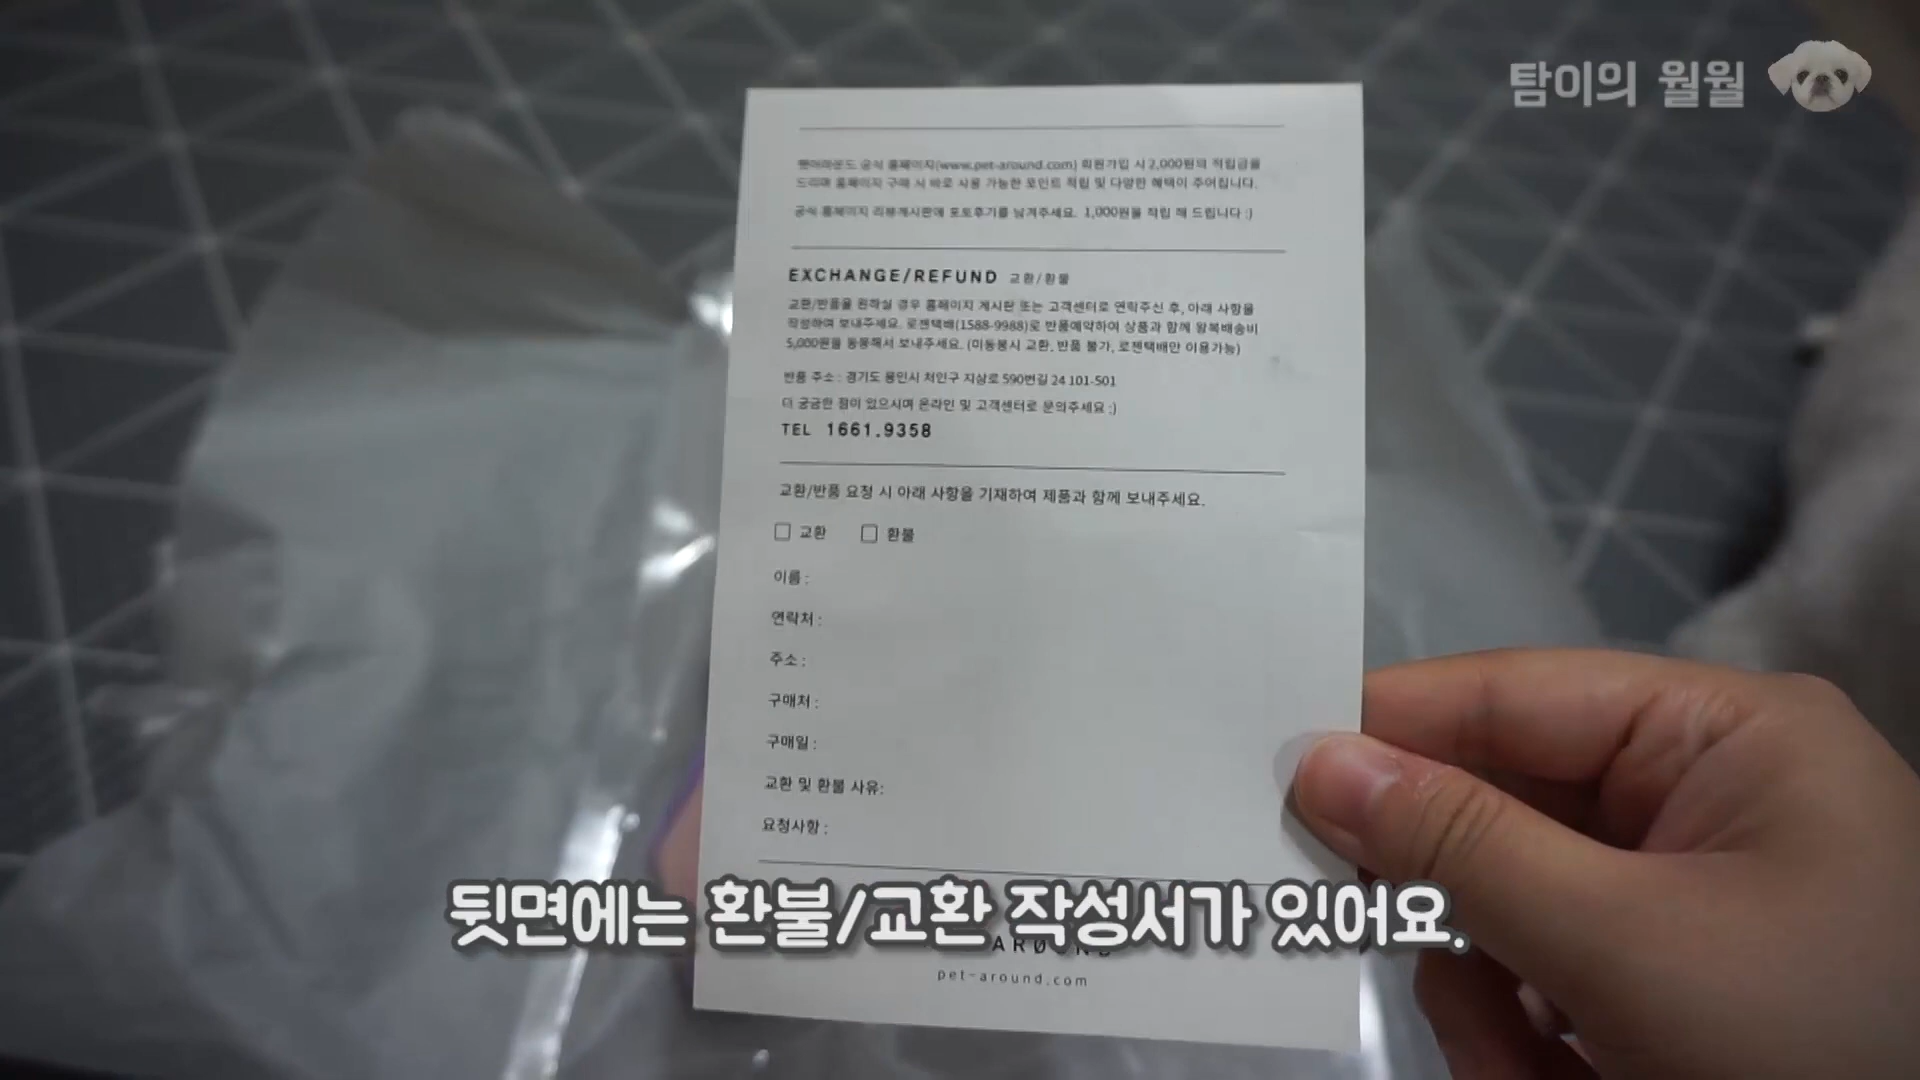 탐이의 월월
펫어라운드 공식 홈페이지(www.pet-around.com) 회원가입 시 2,000원의 적립금을
드리며 홈페이지 구매 시 바로 사용 가능한 포인트 적립 및 다양한 혜택이 주어집니다.
공식 홈페이지 리뷰게시판에 포토후기를 남겨주세요. 1,000원을 적립 해 드립니다 :)
EXCHANGE/REFUND 교환/환불
교환/반품을 원하실 경우 홈페이지 게시판 또는 고객센터로 연락주신 후, 아래 사항을
작성하여 보내주세요. 로젠택배(1588-9988)로 반품예약하여 상품과 함께 왕복배송비
5,000원을 동봉해서 보내주세요. (미동봉시 교환, 반품 불가, 로젠택배만 이용가능)
반품 주소 : 경기도 용인시 처인구 지삼로 590번길 24 101-501
더 궁금한 점이 있으시며 온라인 및 고객센터로 문의주세요 :)
TEL 1661.9358
교환/반품 요청 시 아래 사항을 기재하여 제품과 함께 보내주세요.
교환 환불
이름 :
연락처 :
주소 :
구매처 :
구매일 :
교환 및 환불 사유:
요청사항 :
뒷면에는 환불/교환 작성서가 있어요.
pet-around.com